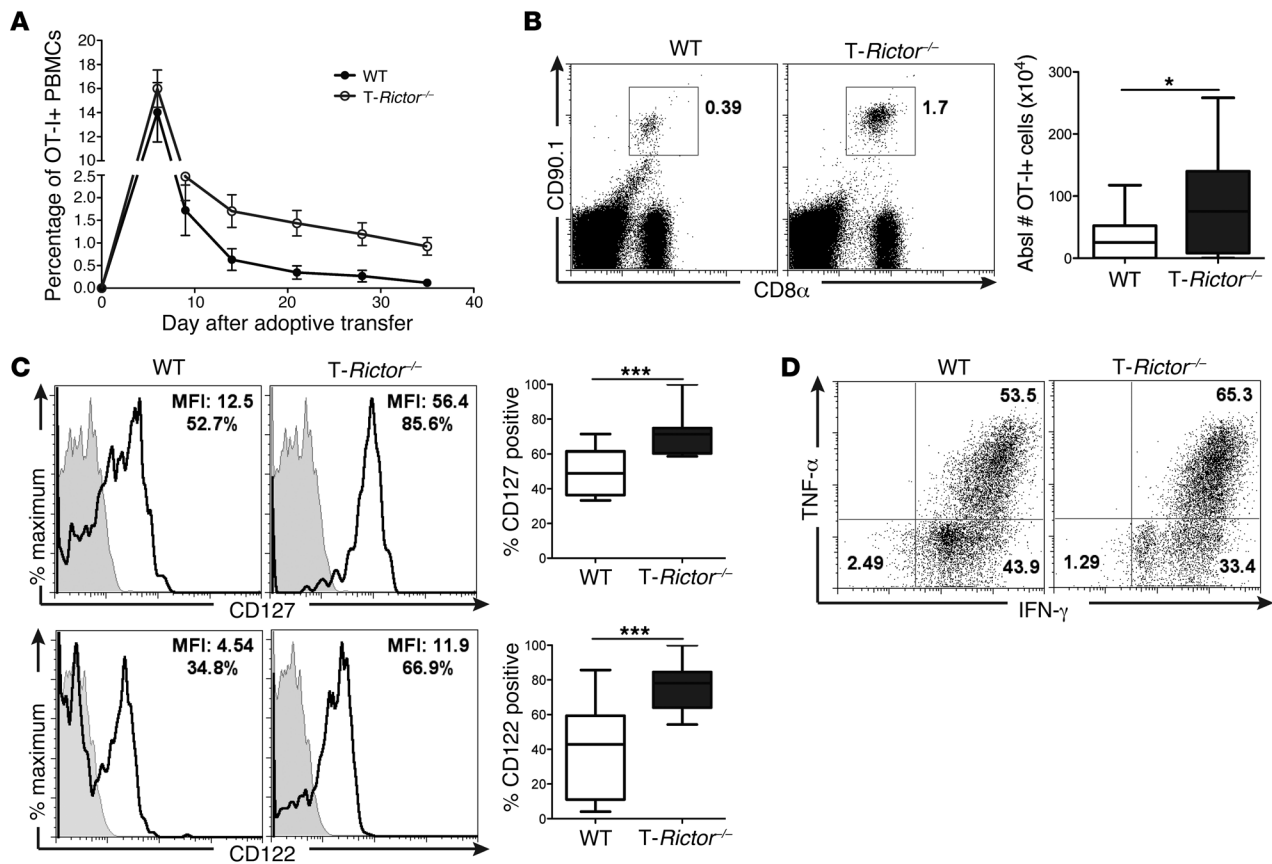 A
Percentage of OT-I+ PBMCs
20
18
16
14
12
10
2.5
2.0
1.5
1.0
0.5
0.0
0
10
20
30
40
Day after adoptive transfer
WT
T-Rictor–/–
B
WT
T-Rictor–/–
CD90.1
0.39
1.7
CD8α
Absl # OT-I+ cells (x10⁴)
300
200
100
0
*
WT
T-Rictor–/–
C
WT
T-Rictor–/–
% maximum
MFI: 12.5
52.7%
MFI: 56.4
85.6%
CD127
% CD127 positive
100
80
60
40
20
0
***
WT
T-Rictor–/–
% maximum
MFI: 4.54
34.8%
MFI: 11.9
66.9%
CD122
% CD122 positive
100
80
60
40
20
0
***
WT
T-Rictor–/–
D
WT
T-Rictor–/–
TNF-α
53.5
2.49
43.9
65.3
1.29
33.4
IFN-γ